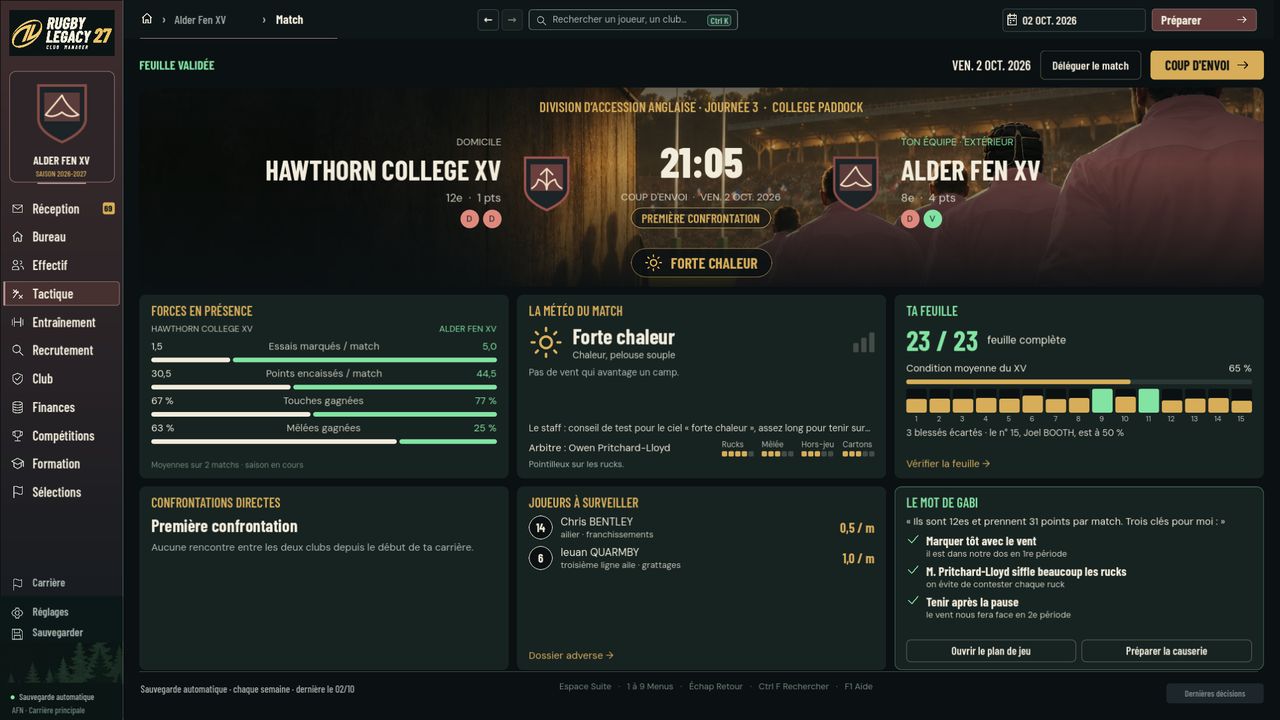 RUGBY
LEGACY 27
CLUB MANAGER
Alder Fen XV
Match
Rechercher un joueur, un club...
Ctrl K
02 OCT. 2026
Préparer
ALDER FEN XV
SAISON 2026-2027
Réception
Bureau
Effectif
Tactique
Entraînement
Recrutement
Club
Finances
Compétitions
Formation
Sélections
Carrière
Réglages
Sauvegarder
Sauvegarde automatique
AFN · Carrière principale
FEUILLE VALIDÉE
VEN. 2 OCT. 2026
Déléguer le match
COUP D'ENVOI →
DIVISION D'ACCESSION ANGLAISE · JOURNÉE 3 · COLLEGE PADDOCK
DOMICILE
HAWTHORN COLLEGE XV
12e · 1 pts
D D
21:05
COUP D'ENVOI · VEN. 2 OCT. 2026
PREMIÈRE CONFRONTATION
FORTE CHALEUR
TON ÉQUIPE · EXTÉRIEUR
ALDER FEN XV
8e · 4 pts
D V
FORCES EN PRÉSENCE
HAWTHORN COLLEGE XV ALDER FEN XV
1,5 Essais marqués / match 5,0
30,5 Points encaissés / match 44,5
67 % Touches gagnées 77 %
63 % Mêlées gagnées 25 %
Moyennes sur 2 matchs · saison en cours
LA MÉTÉO DU MATCH
Forte chaleur
Chaleur, pelouse souple
Pas de vent qui avantage un camp.
Le staff : conseil de test pour le ciel « forte chaleur », assez long pour tenir sur...
Arbitre : Owen Pritchard-Lloyd
Rucks Mêlée Hors-jeu Cartons
Pointilleux sur les rucks.
TA FEUILLE
23 / 23 feuille complète
Condition moyenne du XV 65 %
1 2 3 4 5 6 7 8 9 10 11 12 13 14 15
3 blessés écartés · le n° 15, Joel BOOTH, est à 50 %
Vérifier la feuille →
CONFRONTATIONS DIRECTES
Première confrontation
Aucune rencontre entre les deux clubs depuis le début de ta carrière.
JOUEURS À SURVEILLER
14 Chris BENTLEY 0,5 / m
ailier · franchissements
6 Ieuan QUARMBY 1,0 / m
troisième ligne aile · grattages
Dossier adverse →
LE MOT DE GABI
« Ils sont 12es et prennent 31 points par match. Trois clés pour moi : »
Marquer tôt avec le vent
il est dans notre dos en 1re période
M. Pritchard-Lloyd siffle beaucoup les rucks
on évite de contester chaque ruck
Tenir après la pause
le vent nous fera face en 2e période
Ouvrir le plan de jeu
Préparer la causerie
Sauvegarde automatique · chaque semaine · dernière le 02/10
Espace Suite · 1 à 9 Menus · Échap Retour · Ctrl F Rechercher · F1 Aide
Dernières décisions